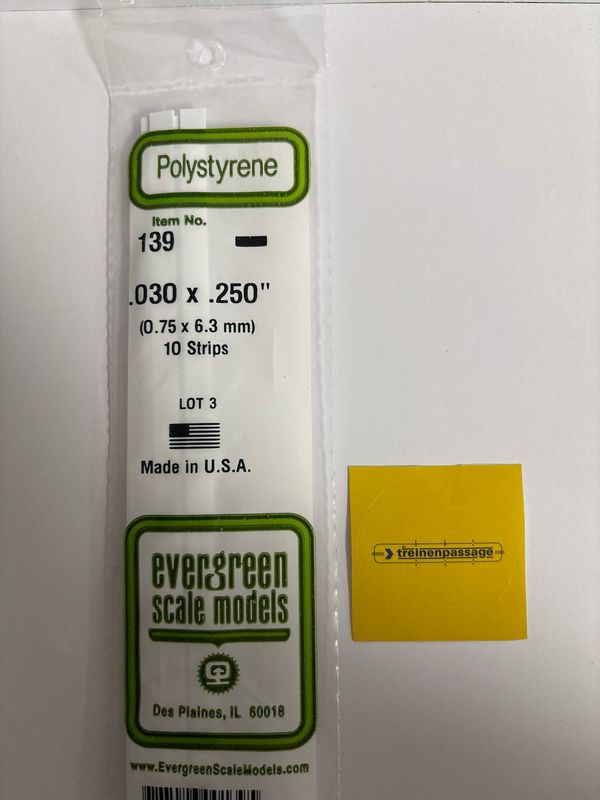 Polystyrene
Item No.
139
.030 x .250"
(0.75 x 6.3 mm)
10 Strips
LOT 3
Made in U.S.A.
evergreen
scale models
Des Plaines, IL 60018
www.EvergreenScaleModels.com
treinenpassage